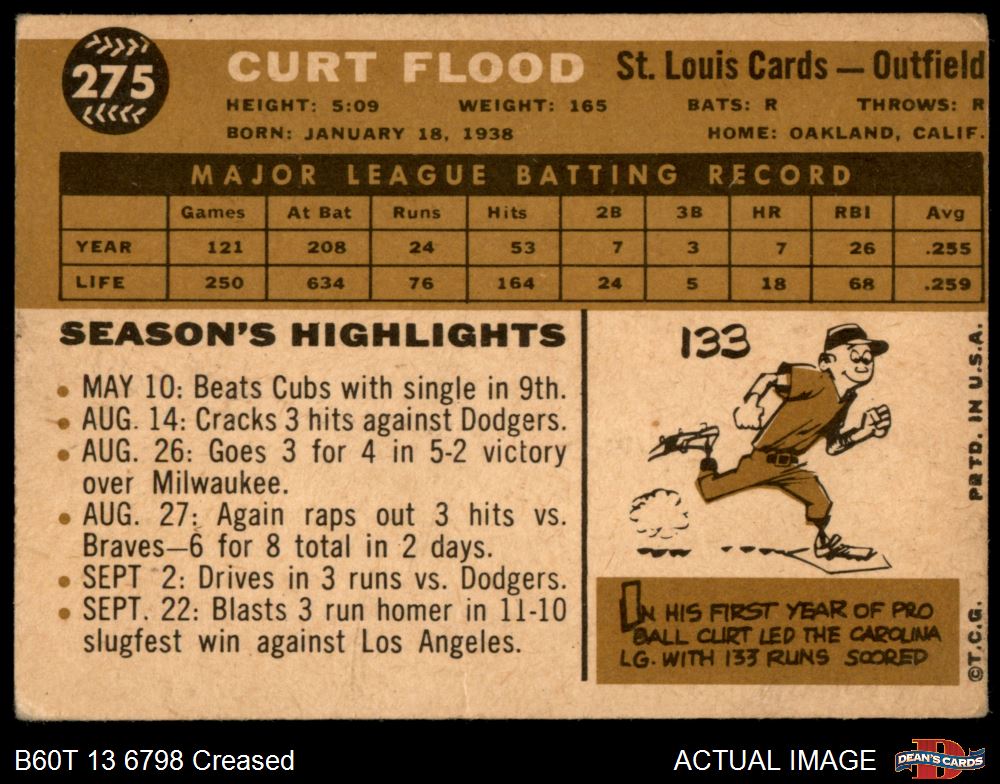 275
CURT FLOOD St. Louis Cards — Outfield
HEIGHT: 5:09 WEIGHT: 165 BATS: R THROWS: R
BORN: JANUARY 18, 1938 HOME: OAKLAND, CALIF.
MAJOR LEAGUE BATTING RECORD
Games At Bat Runs Hits 2B 3B HR RBI Avg
YEAR 121 208 24 53 7 3 7 26 .255
LIFE 250 634 76 164 24 5 18 68 .259
SEASON'S HIGHLIGHTS
• MAY 10: Beats Cubs with single in 9th.
• AUG. 14: Cracks 3 hits against Dodgers.
• AUG. 26: Goes 3 for 4 in 5-2 victory
over Milwaukee.
• AUG. 27: Again raps out 3 hits vs.
Braves—6 for 8 total in 2 days.
• SEPT 2: Drives in 3 runs vs. Dodgers.
• SEPT. 22: Blasts 3 run homer in 11-10
slugfest win against Los Angeles.
133
IN HIS FIRST YEAR OF PRO
BALL CURT LED THE CAROLINA
LG. WITH 133 RUNS SCORED
©T.C.G. PRTD. IN U.S.A.
B60T 13 6798 Creased
ACTUAL IMAGE
DEAN'S CARDS